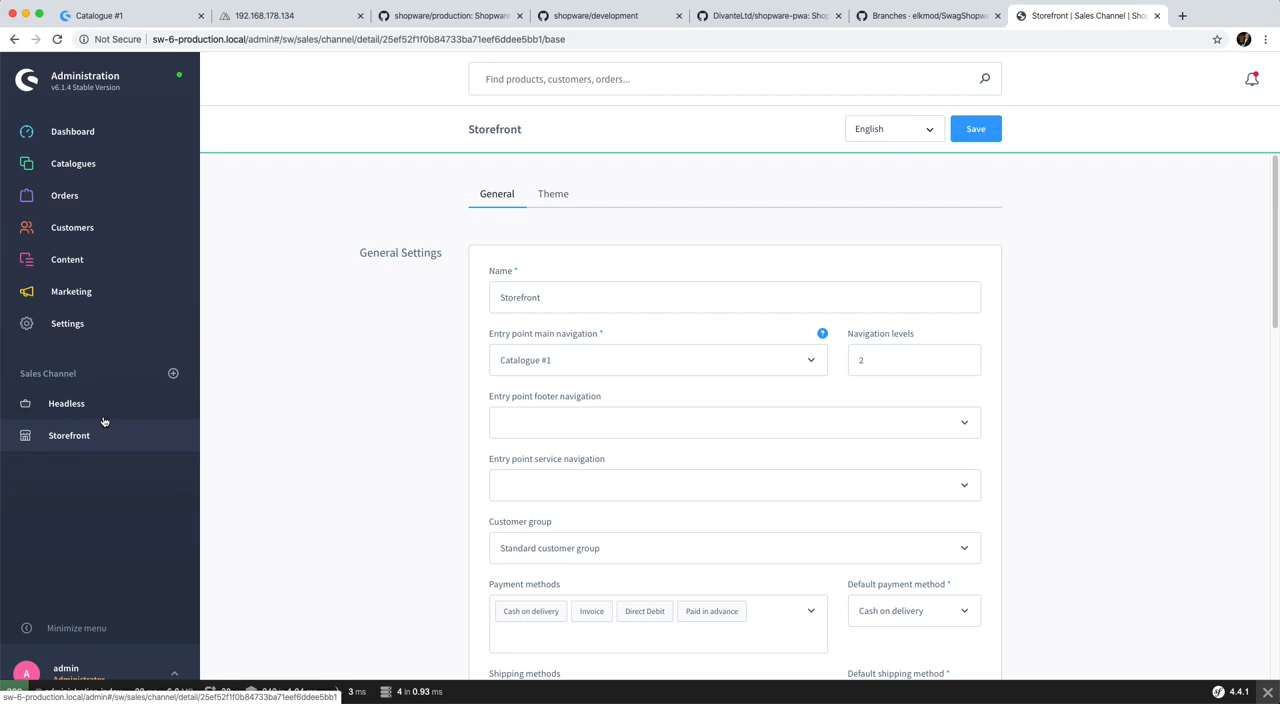 Catalogue #1
192.168.178.134
shopware/production: Shopware
shopware/development
DivanteLtd/shopware-pwa: Shop
Branches · elkmod/SwagShopw
Storefront | Sales Channel | Sho
Not Secure
sw-6-production.local/admin#/sw/sales/channel/detail/25ef52f1f0b84733ba71eef6ddee5bb1/base
Administration
v6.1.4 Stable Version
Find products, customers, orders...
Storefront
English
Save
Dashboard
Catalogues
Orders
Customers
Content
Marketing
Settings
Sales Channel
Headless
Storefront
Minimize menu
A
admin
Administrator
General
Theme
General Settings
Name *
Storefront
Entry point main navigation *
?
Navigation levels
Catalogue #1
2
Entry point footer navigation
Entry point service navigation
Customer group
Standard customer group
Payment methods
Default payment method *
Cash on delivery
Invoice
Direct Debit
Paid in advance
Cash on delivery
Shipping methods
Default shipping method *
3 ms
4 in 0.93 ms
4.4.1
sw-6-production.local/admin#/sw/sales/channel/detail/25ef52f1f0b84733ba71eef6ddee5bb1